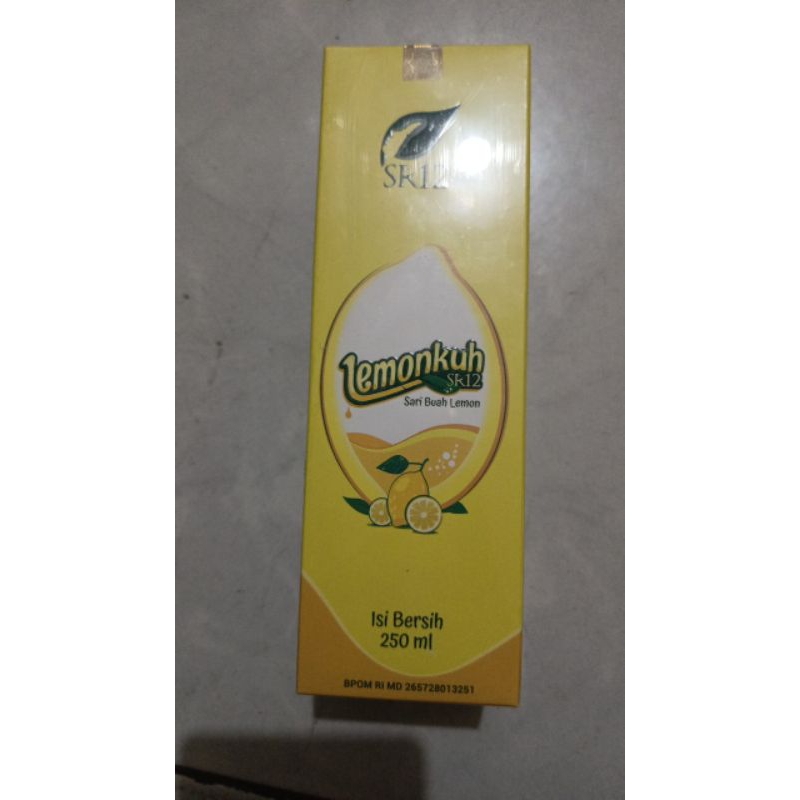 SR12
Lemonkuh
SR12
Sari Buah Lemon
Isi Bersih
250 ml
BPOM RI MD 265728013251